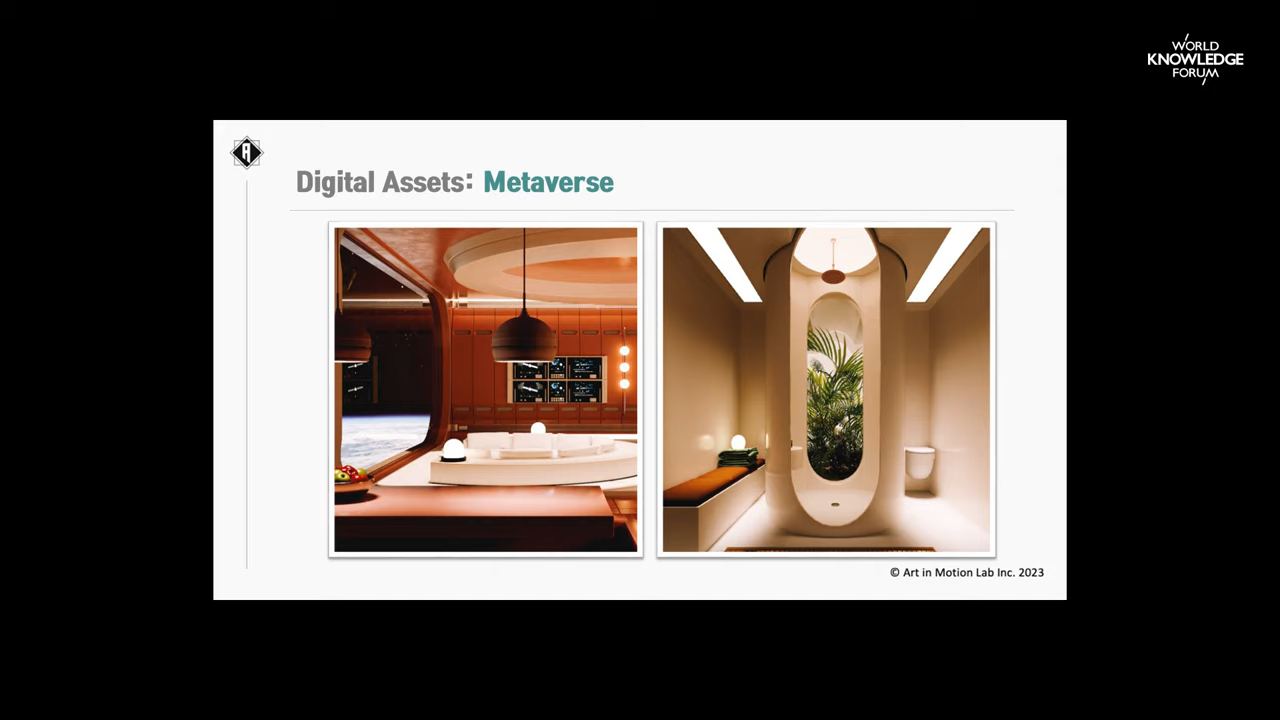 WORLD
KNOWLEDGE
FORUM
Digital Assets: Metaverse
© Art in Motion Lab Inc. 2023